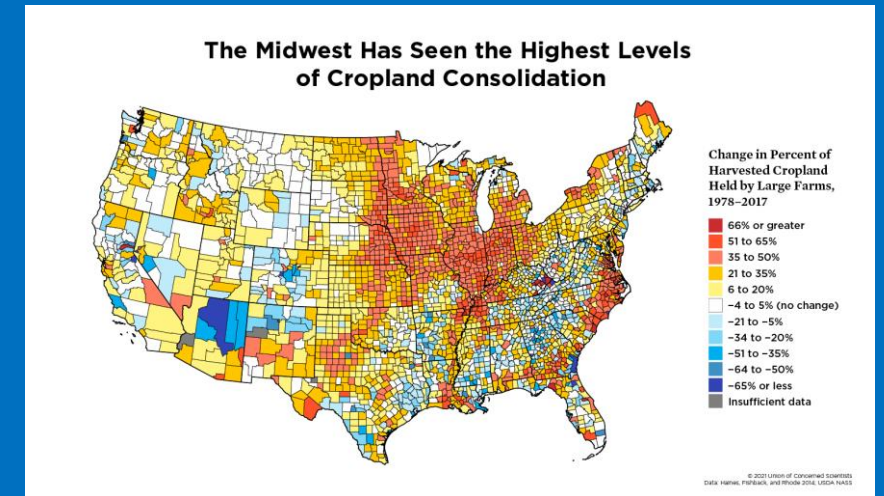 The Midwest Has Seen the Highest Levels
of Cropland Consolidation
Change in Percent of
Harvested Cropland
Held by Large Farms,
1978–2017
66% or greater
51 to 65%
35 to 50%
21 to 35%
6 to 20%
−4 to 5% (no change)
−21 to −5%
−34 to −20%
−51 to −35%
−64 to −50%
−65% or less
Insufficient data
© 2021 Union of Concerned Scientists
Data: Haines, Fishback, and Rhode 2014; USDA NASS